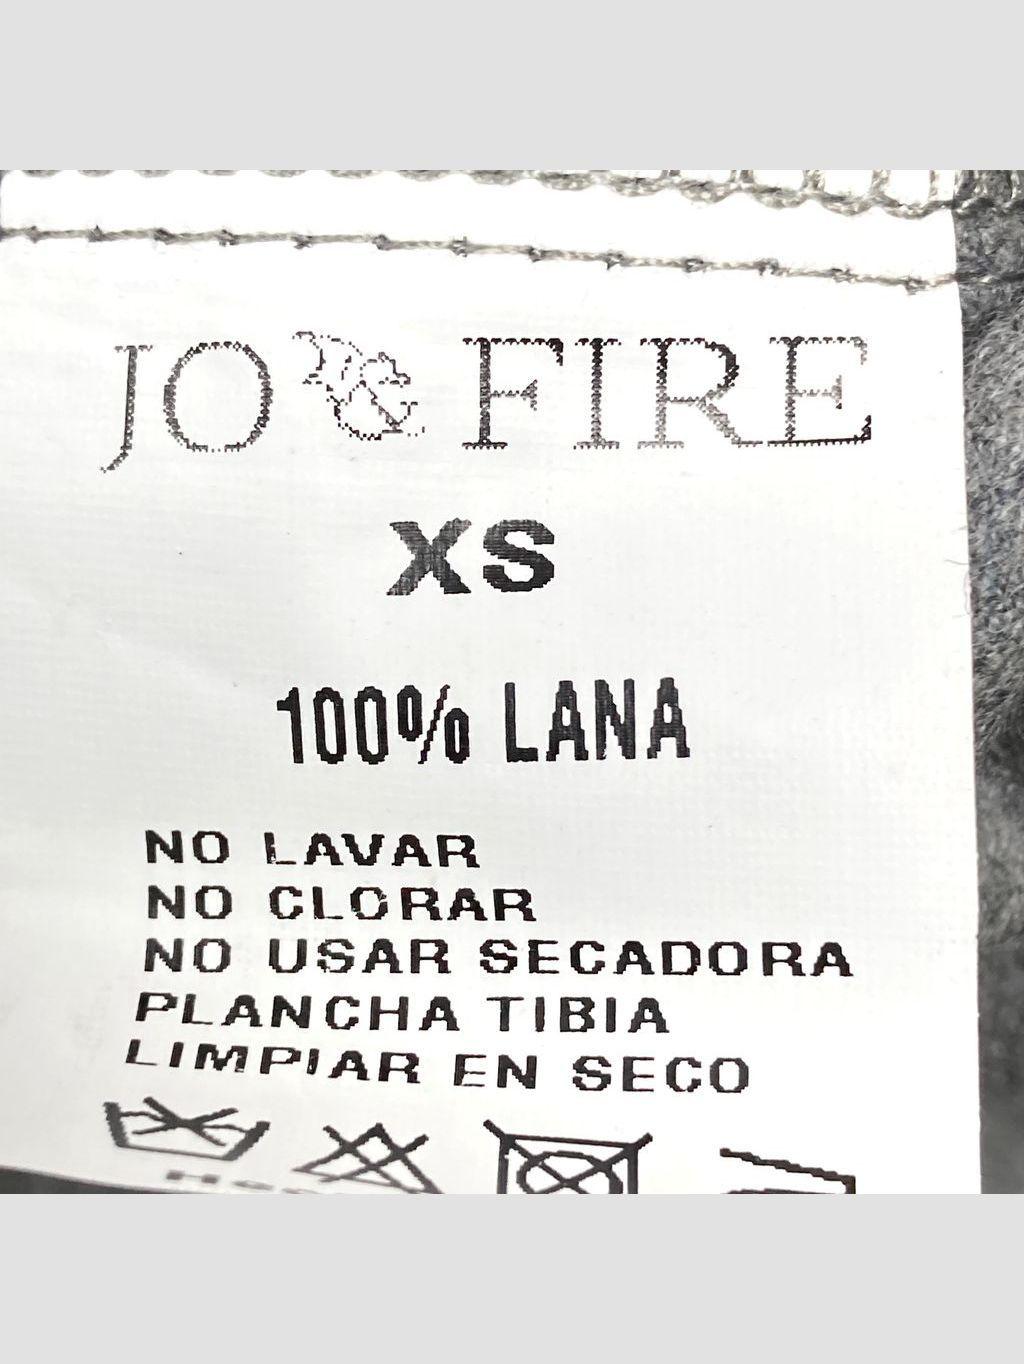 JO FIRE
XS
100% LANA
NO LAVAR
NO CLORAR
NO USAR SECADORA
PLANCHA TIBIA
LIMPIAR EN SECO